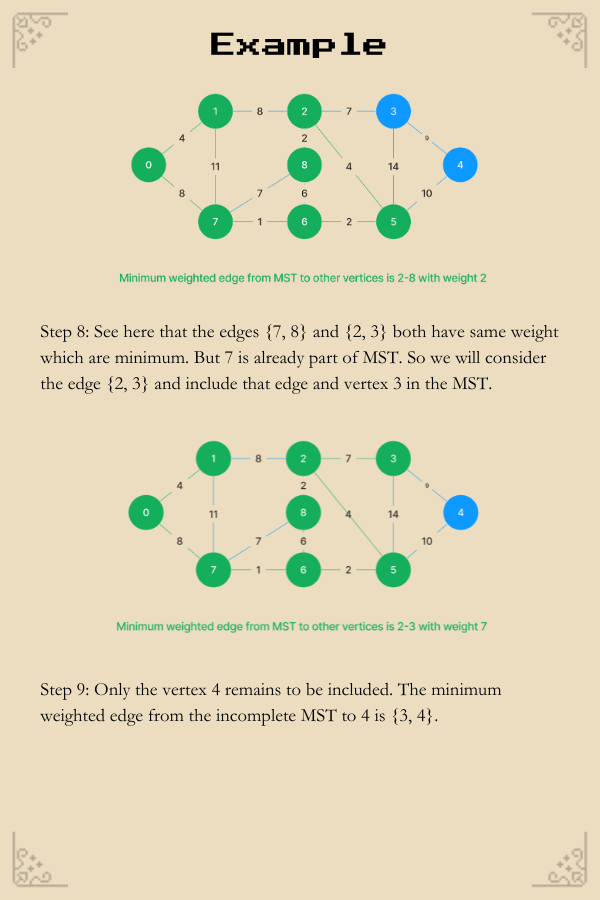 Example
1 8 2 7 3
4 2 9
0 11 8 4 14 4
8 7 6 10
7 1 6 2 5
Minimum weighted edge from MST to other vertices is 2-8 with weight 2
Step 8: See here that the edges {7, 8} and {2, 3} both have same weight
which are minimum. But 7 is already part of MST. So we will consider
the edge {2, 3} and include that edge and vertex 3 in the MST.
1 8 2 7 3
4 2 9
0 11 8 4 14 4
8 7 6 10
7 1 6 2 5
Minimum weighted edge from MST to other vertices is 2-3 with weight 7
Step 9: Only the vertex 4 remains to be included. The minimum
weighted edge from the incomplete MST to 4 is {3, 4}.